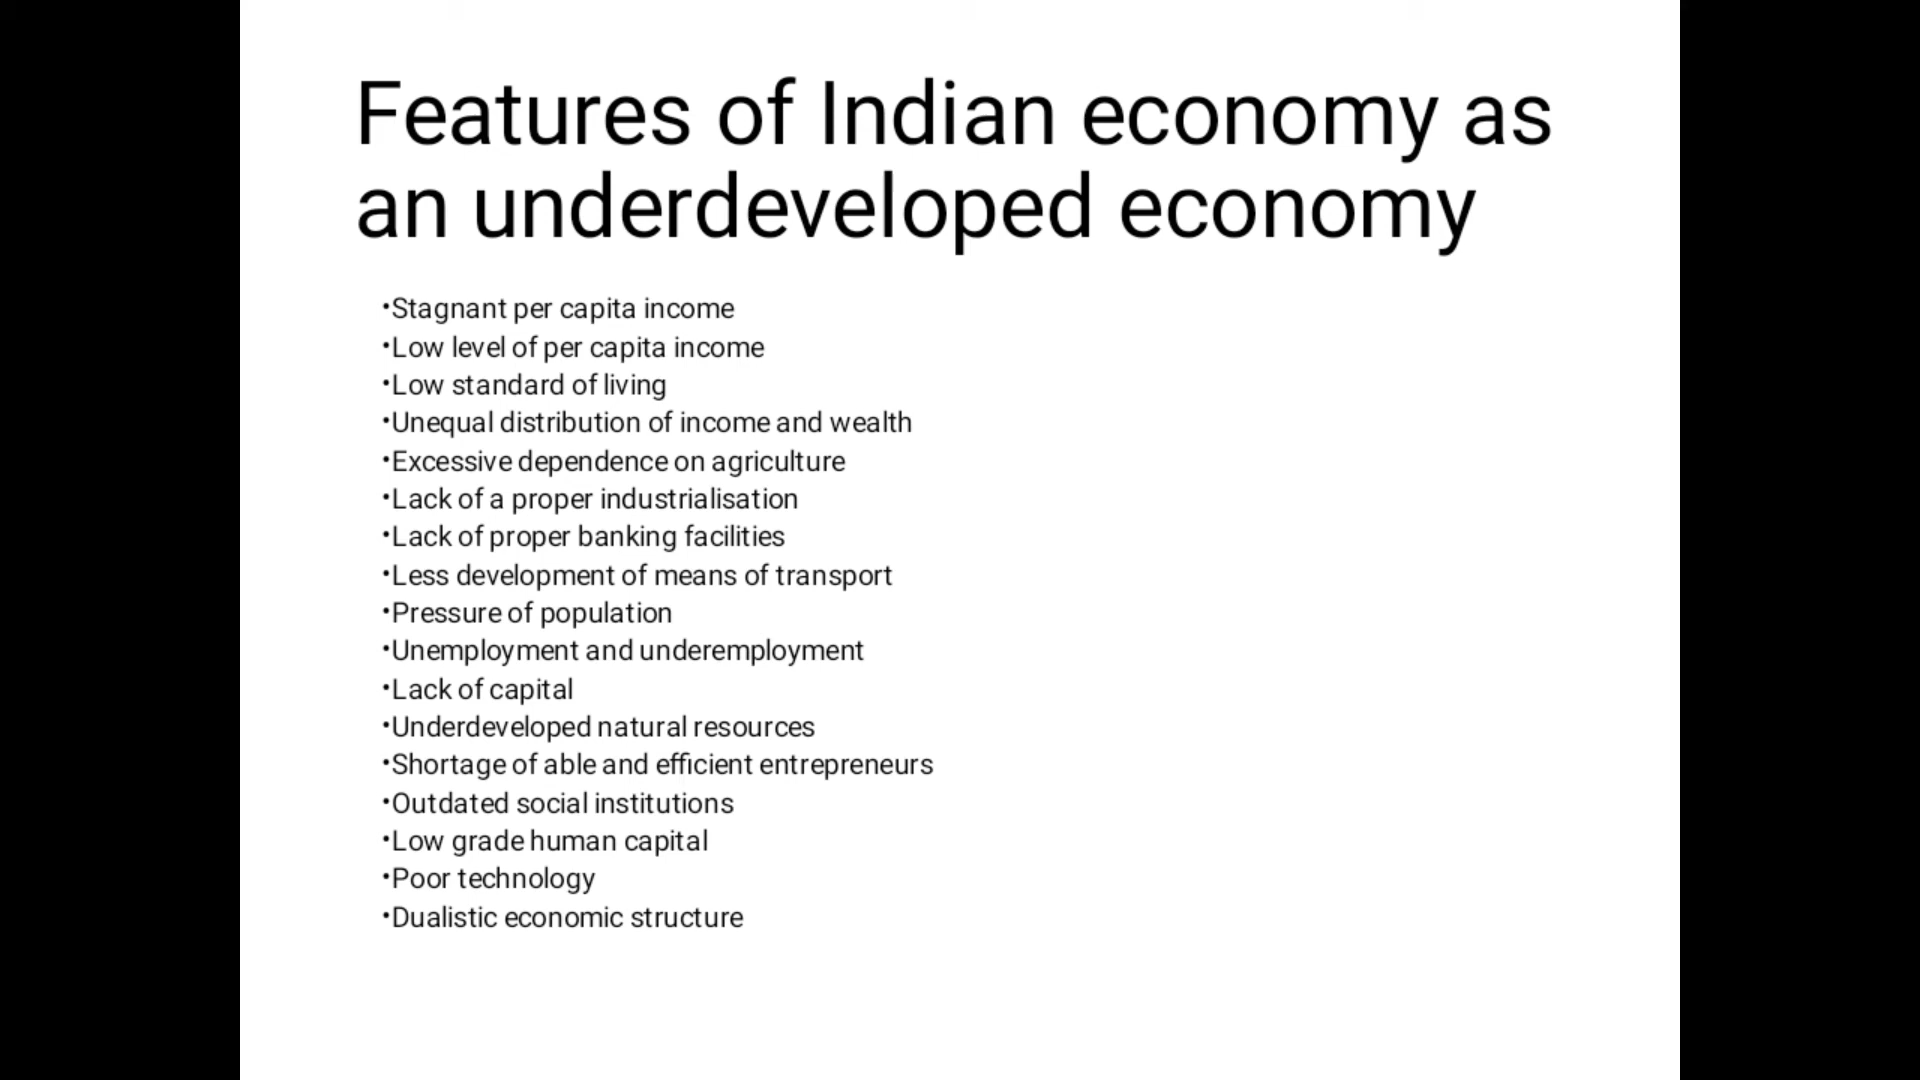 Features of Indian economy as
an underdeveloped economy
•Stagnant per capita income
•Low level of per capita income
•Low standard of living
•Unequal distribution of income and wealth
•Excessive dependence on agriculture
•Lack of a proper industrialisation
•Lack of proper banking facilities
•Less development of means of transport
•Pressure of population
•Unemployment and underemployment
•Lack of capital
•Underdeveloped natural resources
•Shortage of able and efficient entrepreneurs
•Outdated social institutions
•Low grade human capital
•Poor technology
•Dualistic economic structure